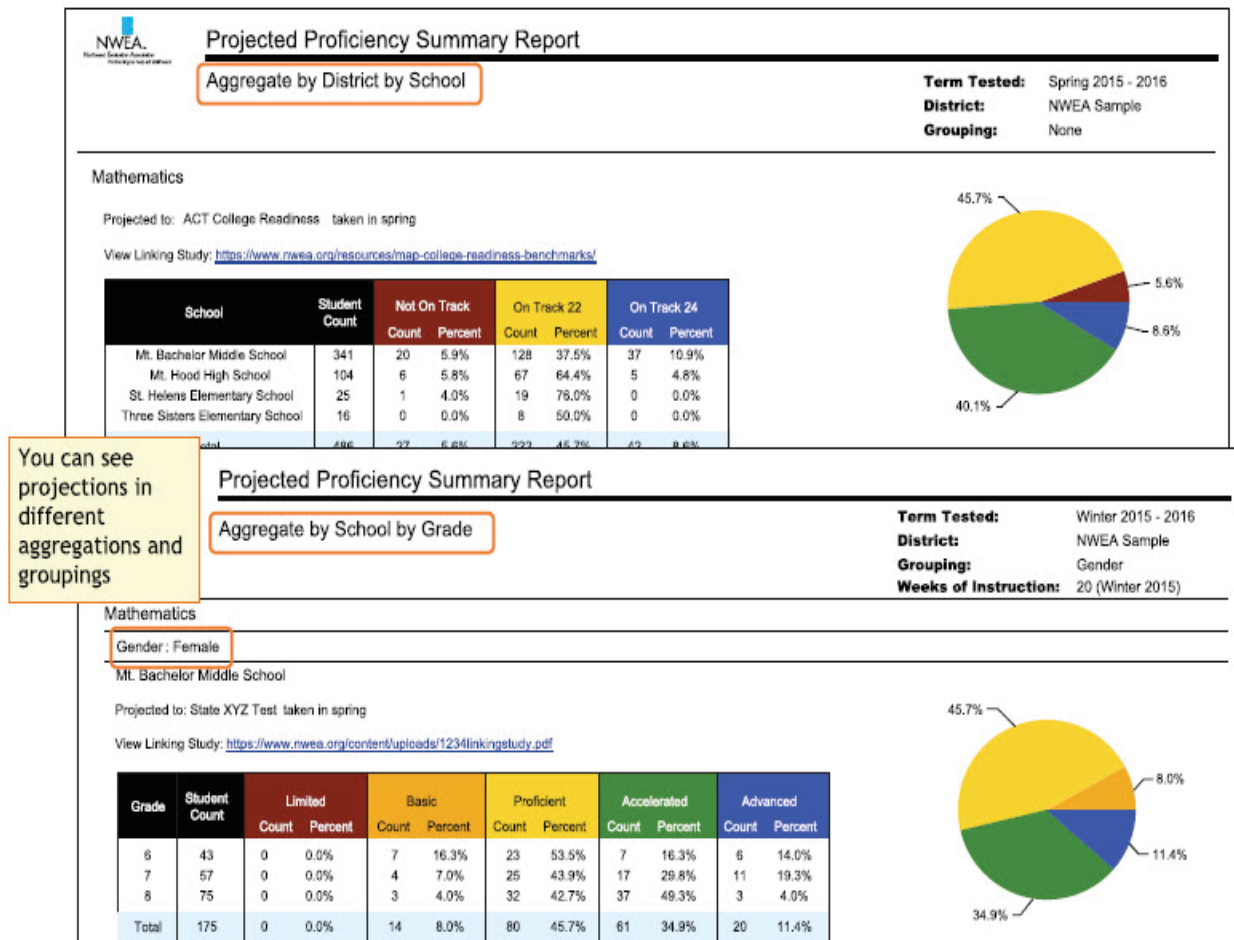 NWEA.
Projected Proficiency Summary Report
Aggregate by District by School
Term Tested: Spring 2015 - 2016
District: NWEA Sample
Grouping: None
Mathematics
Projected to: ACT College Readiness taken in spring
View Linking Study: https://www.nwea.org/resources/map-college-readiness-benchmarks/
School Student Count Not On Track On Track 22 On Track 24
Count Percent Count Percent Count Percent
Mt. Bachelor Middle School 341 20 5.9% 128 37.5% 37 10.9%
Mt. Hood High School 104 6 5.8% 67 64.4% 5 4.8%
St. Helens Elementary School 25 1 4.0% 19 76.0% 0 0.0%
Three Sisters Elementary School 16 0 0.0% 8 50.0% 0 0.0%
486 27 5.6% 222 45.7% 42 8.6%
45.7%
5.6%
8.6%
40.1%
You can see
projections in
different
aggregations and
groupings
Projected Proficiency Summary Report
Aggregate by School by Grade
Term Tested: Winter 2015 - 2016
District: NWEA Sample
Grouping: Gender
Weeks of Instruction: 20 (Winter 2015)
Mathematics
Gender : Female
Mt. Bachelor Middle School
Projected to: State XYZ Test taken in spring
View Linking Study: https://www.nwea.org/content/uploads/1234linkingstudy.pdf
Grade Student Count Limited Basic Proficient Accelerated Advanced
Count Percent Count Percent Count Percent Count Percent Count Percent
6 43 0 0.0% 7 16.3% 23 53.5% 7 16.3% 6 14.0%
7 57 0 0.0% 4 7.0% 25 43.9% 17 29.8% 11 19.3%
8 75 0 0.0% 3 4.0% 32 42.7% 37 49.3% 3 4.0%
Total 175 0 0.0% 14 8.0% 80 45.7% 61 34.9% 20 11.4%
45.7%
8.0%
11.4%
34.9%